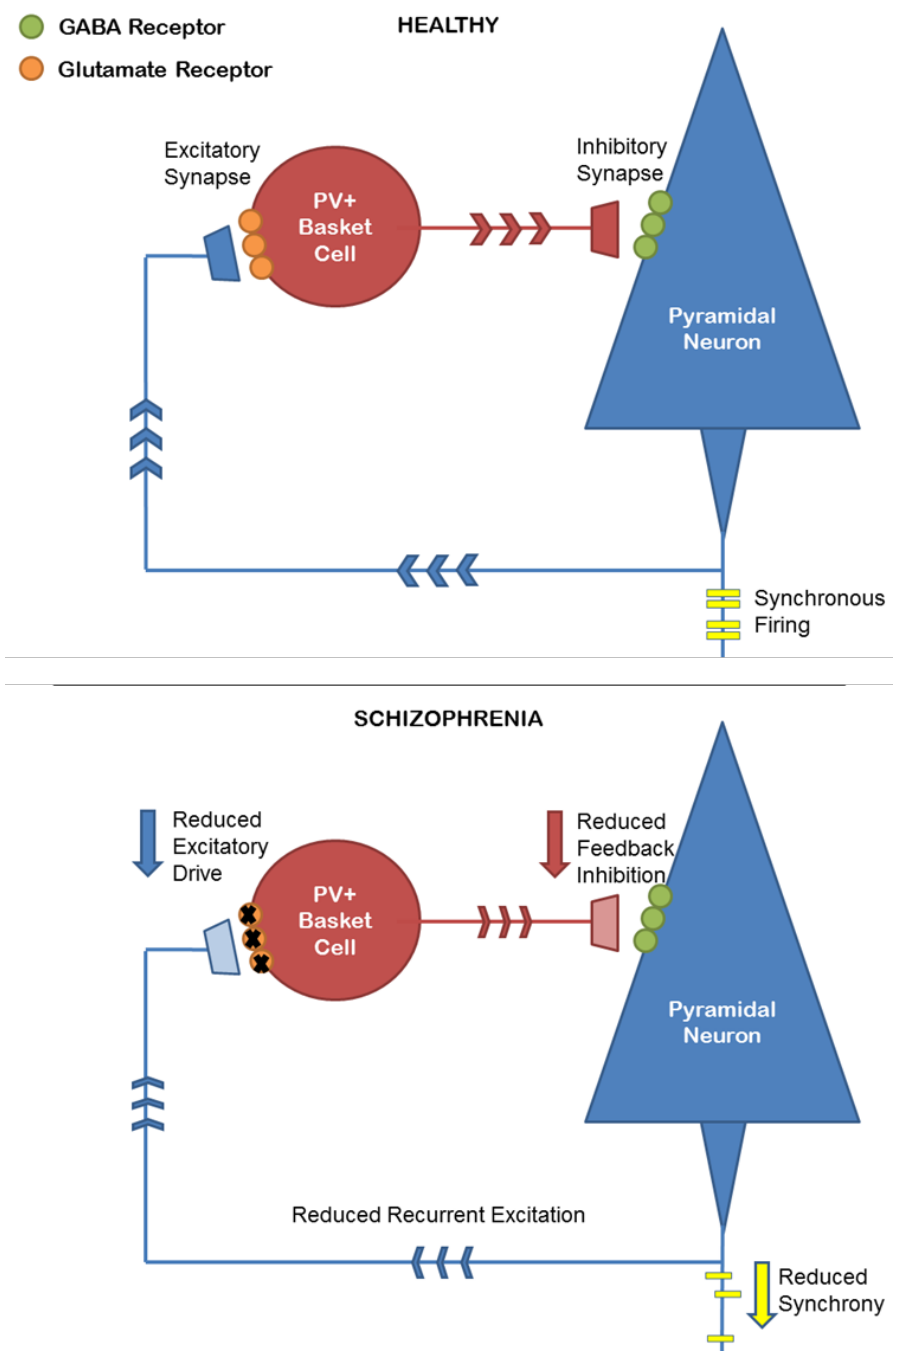 GABA Receptor
Glutamate Receptor
HEALTHY
Excitatory
Synapse
PV+
Basket
Cell
Inhibitory
Synapse
Pyramidal
Neuron
Synchronous
Firing
SCHIZOPHRENIA
Reduced
Excitatory
Drive
PV+
Basket
Cell
Reduced
Feedback
Inhibition
Pyramidal
Neuron
Reduced Recurrent Excitation
Reduced
Synchrony